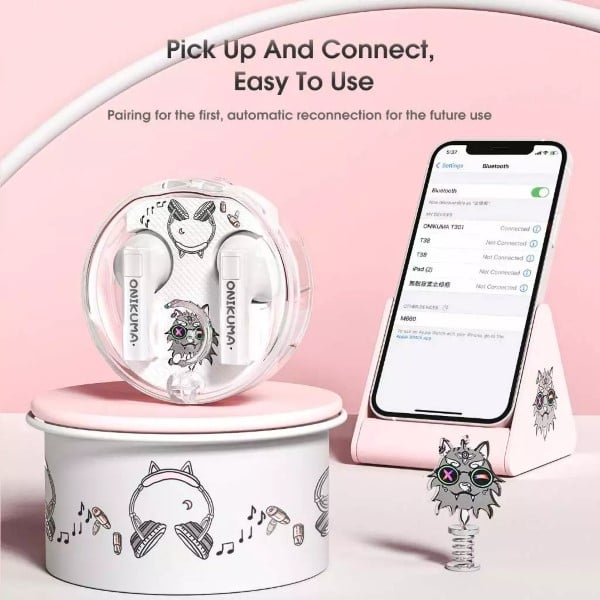 Pick Up And Connect,
Easy To Use
Pairing for the first, automatic reconnection for the future use
5:37
Settings
Bluetooth
Bluetooth
MY DEVICES
ONIKUMA T301 Connected
T38 Not Connected
T38 Not Connected
iPad (2) Not Connected
Not Connected
OTHER DEVICES
M660
ONIKUMA
ONIKUMA